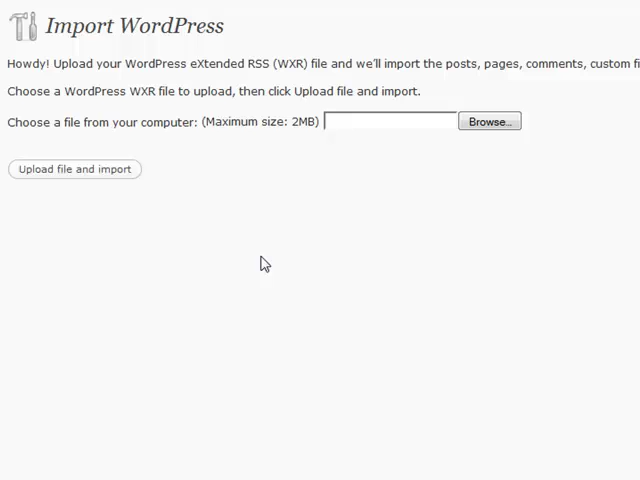 Import WordPress
Howdy! Upload your WordPress eXtended RSS (WXR) file and we'll import the posts, pages, comments, custom fi
Choose a WordPress WXR file to upload, then click Upload file and import.
Choose a file from your computer: (Maximum size: 2MB) Browse...
Upload file and import